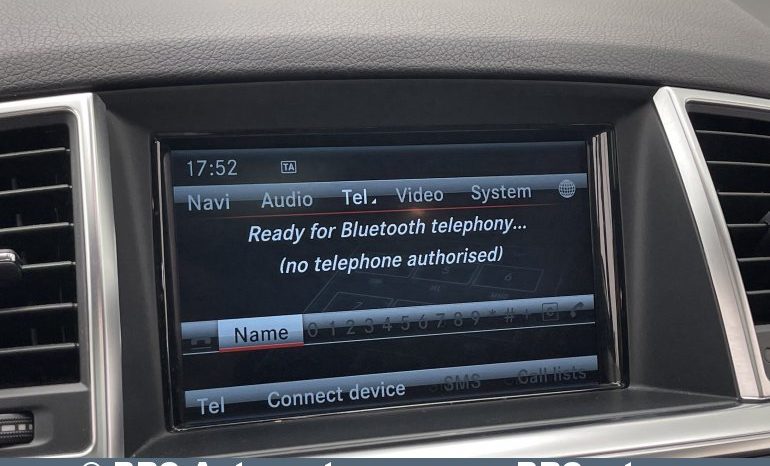 17:52 TA
Navi Audio Tel Video System
Ready for Bluetooth telephony...
(no telephone authorised)
Name 0 1 2 3 4 5 6 7 8 9 * # +
Tel Connect device SMS Call lists